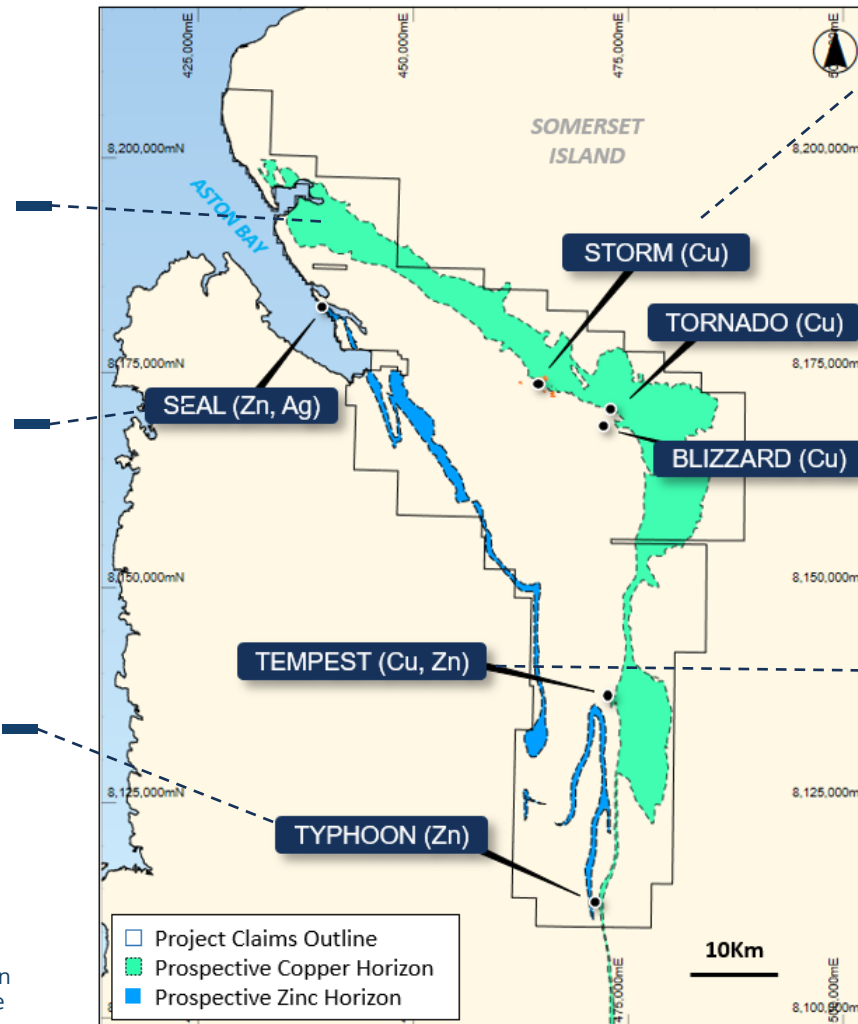 425,000mE
450,000mE
475,000mE
8,200,000mN
8,200,000m
SOMERSET
ISLAND
ASTON BAY
STORM (Cu)
TORNADO (Cu)
8,175,000mN
8,175,000m
SEAL (Zn, Ag)
BLIZZARD (Cu)
8,150,000mN
8,150,000m
TEMPEST (Cu, Zn)
8,125,000mN
8,125,000m
TYPHOON (Zn)
Project Claims Outline
Prospective Copper Horizon
Prospective Zinc Horizon
10Km
475,000mE
8,100,000m